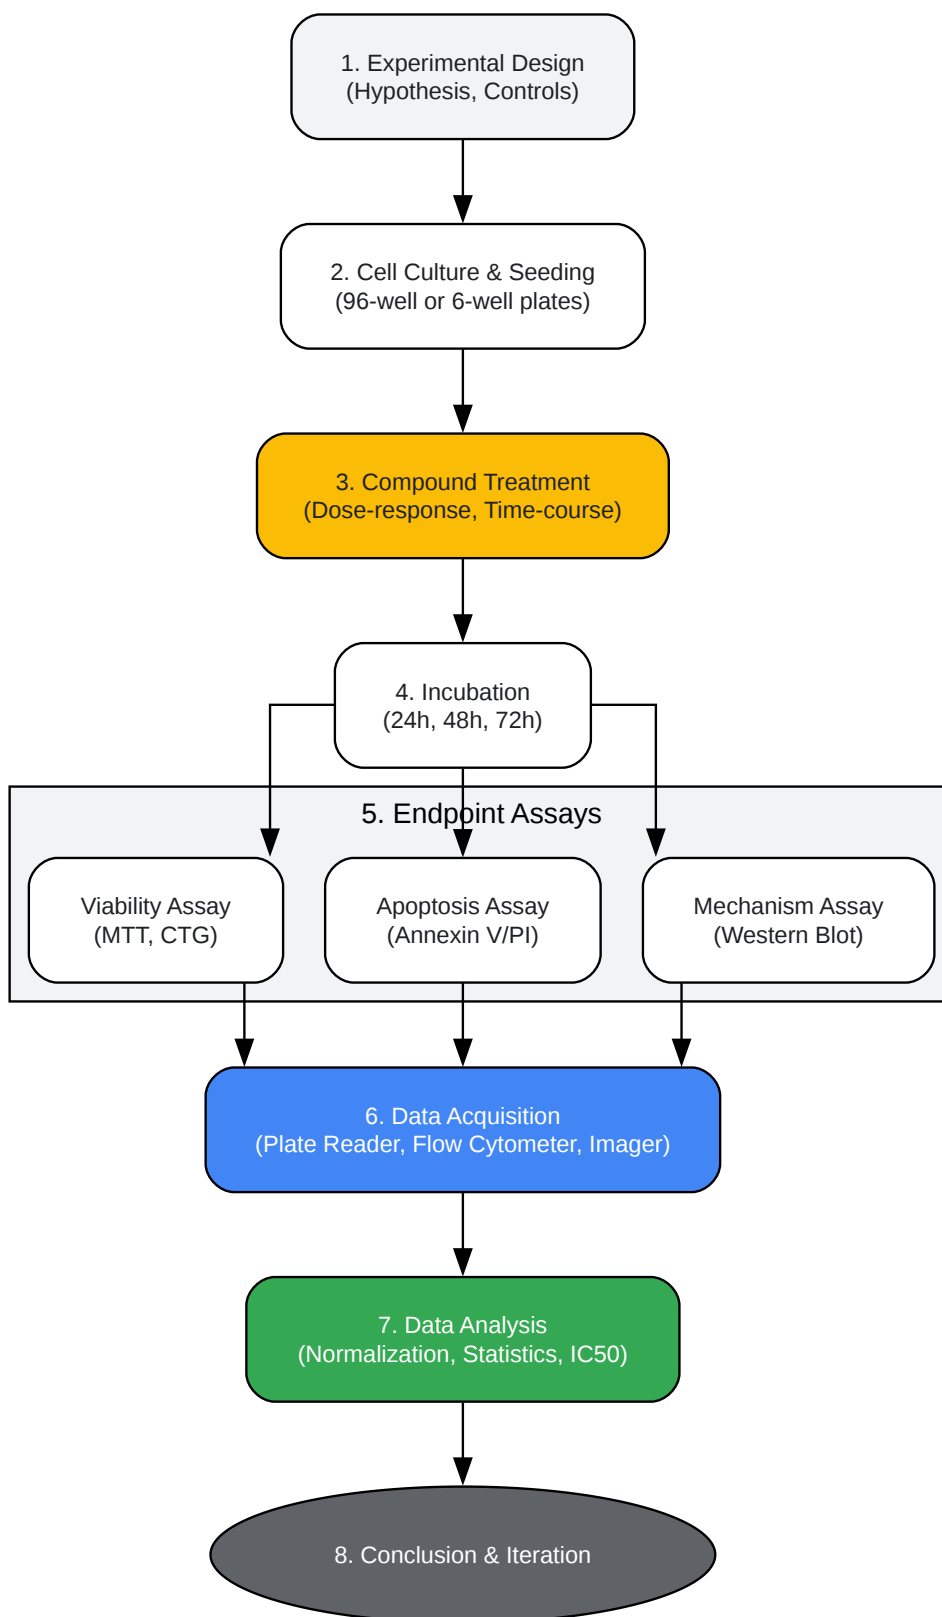 1. Experimental Design
(Hypothesis, Controls)
2. Cell Culture & Seeding
(96-well or 6-well plates)
3. Compound Treatment
(Dose-response, Time-course)
4. Incubation
(24h, 48h, 72h)
5. Endpoint Assays
Viability Assay
(MTT, CTG)
Apoptosis Assay
(Annexin V/PI)
Mechanism Assay
(Western Blot)
6. Data Acquisition
(Plate Reader, Flow Cytometer, Imager)
7. Data Analysis
(Normalization, Statistics, IC50)
8. Conclusion & Iteration